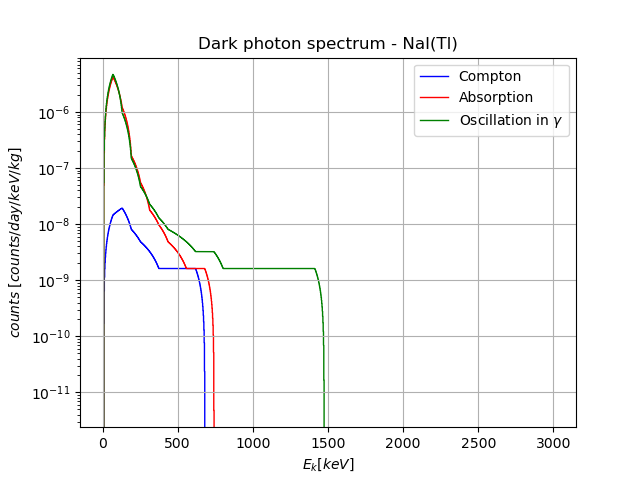 Dark photon spectrum - NaI(Tl)
Compton
Absorption
Oscillation in γ
counts [counts/day/keV/kg]
10⁻⁶
10⁻⁷
10⁻⁸
10⁻⁹
10⁻¹⁰
10⁻¹¹
0 500 1000 1500 2000 2500 3000
E_k[keV]